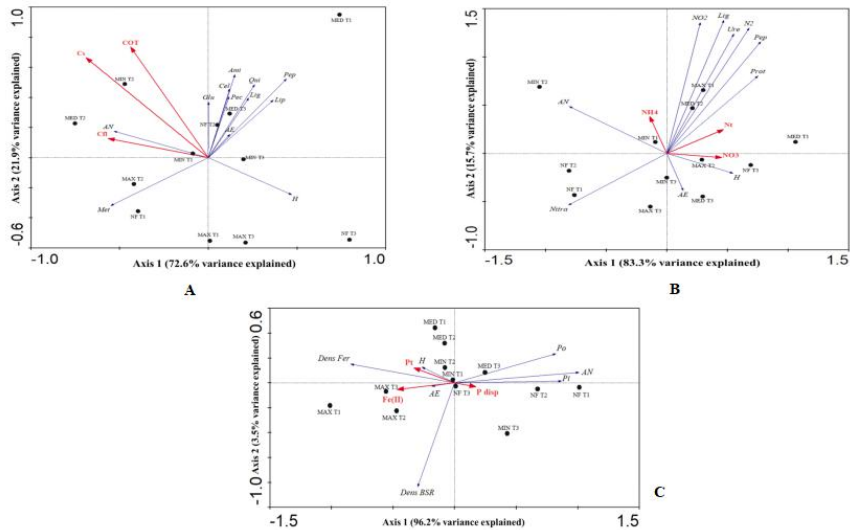 1.0
MED T3
COT
Cs
MIN T2
Ami
Cel
Qui
Pep
Glu
Pec
Lig
Lip
MED T3
MED T2
NF T2
AN
AE
Cfl
MIN T1
MIN T3
MAX T2
Met
H
NF T1
MAX T1
MAX T3
NF T3
-0.6
-1.0
1.0
Axis 1 (72.6% variance explained)
Axis 2 (21.9% variance explained)
A
1.5
NO2
Lig
Ure
N2
Pep
Prot
MIN T2
MAX T3
AN
NH4
MED T2
Nt
MIN T1
MED T1
MAX T2
NO3
NF T2
NF T3
MIN T3
H
NF T1
AE
MED T3
Nitro
MAX T3
-1.0
-1.5
1.5
Axis 1 (83.3% variance explained)
Axis 2 (15.7% variance explained)
B
0.6
MED T1
MED T2
Po
Dens Fer
Pt
H
MIN T2
MED T3
MIN T1
AN
MAX T3
AE
NF T3
P disp
NF T2
NF T1
Fe(II)
MAX T1
MAX T2
MIN T3
Dens BSR
-1.0
-1.5
1.5
Axis 1 (96.2% variance explained)
Axis 2 (3.5% variance explained)
C